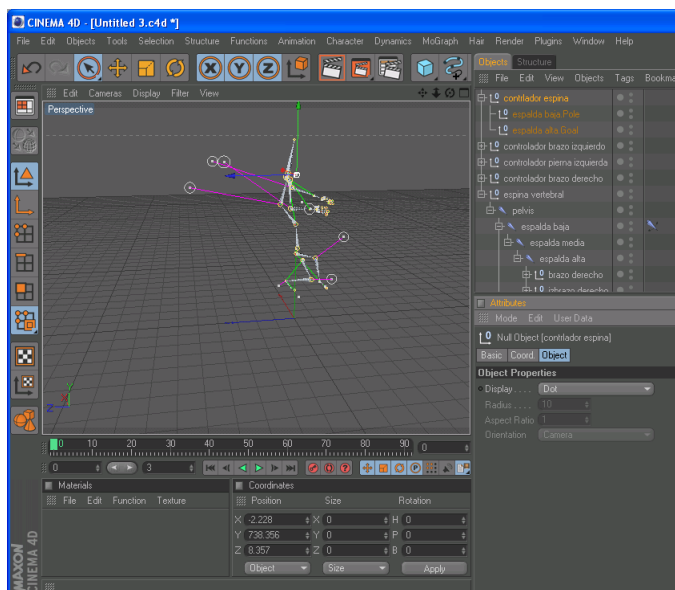 CINEMA 4D - [Untitled 3.c4d *]
File Edit Objects Tools Selection Structure Functions Animation Character Dynamics MoGraph Hair Render Plugins Window Help
Objects Structure
File Edit View Objects Tags Bookma
Edit Cameras Display Filter View
Perspective
contrlador espina
espalda baja Pole
espalda alta Goal
controlador brazo izquierdo
controlador pierna izquierda
controlador brazo derecho
espina vertebral
pelvis
espalda baja
espalda media
espalda alta
brazo derecho
inbrazo derecho
Attributes
Mode Edit User Data
Null Object [contrlador espina]
Basic Coord. Object
Object Properties
Display . . . . Dot
Radius . . . . 10
Aspect Ratio 1
Orientation Camera
Y
X
Z
0 10 20 30 40 50 60 70 80 90 0
0 3
Materials
File Edit Function Texture
Coordinates
Position Size Rotation
X -2.228 X 0 H 0
Y 738.356 Y 0 P 0
Z 8.357 Z 0 B 0
Object Size Apply
MAXON
CINEMA 4D